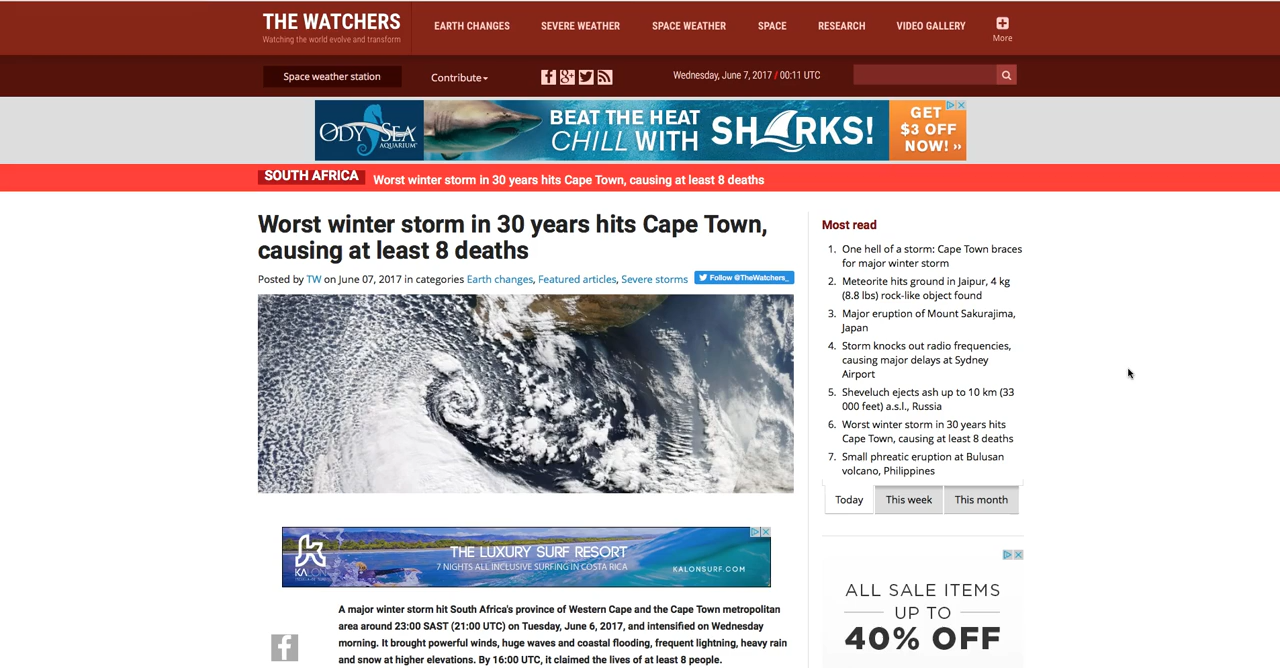 THE WATCHERS
Watching the world evolve and transform
EARTH CHANGES
SEVERE WEATHER
SPACE WEATHER
SPACE
RESEARCH
VIDEO GALLERY
More
Space weather station
Contribute
Wednesday, June 7, 2017 / 00:11 UTC
ODYSEA
AQUARIUM
BEAT THE HEAT
CHILL WITH
SHARKS!
GET
$3 OFF
NOW! ››
SOUTH AFRICA
Worst winter storm in 30 years hits Cape Town, causing at least 8 deaths
Worst winter storm in 30 years hits Cape Town,
causing at least 8 deaths
Posted by TW on June 07, 2017 in categories Earth changes, Featured articles, Severe storms
Follow @TheWatchers_
KALON
THE LUXURY SURF RESORT
7 NIGHTS ALL INCLUSIVE SURFING IN COSTA RICA
KALONSURF.COM
A major winter storm hit South Africa's province of Western Cape and the Cape Town metropolitan
area around 23:00 SAST (21:00 UTC) on Tuesday, June 6, 2017, and intensified on Wednesday
morning. It brought powerful winds, huge waves and coastal flooding, frequent lightning, heavy rain
and snow at higher elevations. By 16:00 UTC, it claimed the lives of at least 8 people.
Most read
1. One hell of a storm: Cape Town braces
for major winter storm
2. Meteorite hits ground in Jaipur, 4 kg
(8.8 lbs) rock-like object found
3. Major eruption of Mount Sakurajima,
Japan
4. Storm knocks out radio frequencies,
causing major delays at Sydney
Airport
5. Sheveluch ejects ash up to 10 km (33
000 feet) a.s.l., Russia
6. Worst winter storm in 30 years hits
Cape Town, causing at least 8 deaths
7. Small phreatic eruption at Bulusan
volcano, Philippines
Today
This week
This month
ALL SALE ITEMS
UP TO
40% OFF